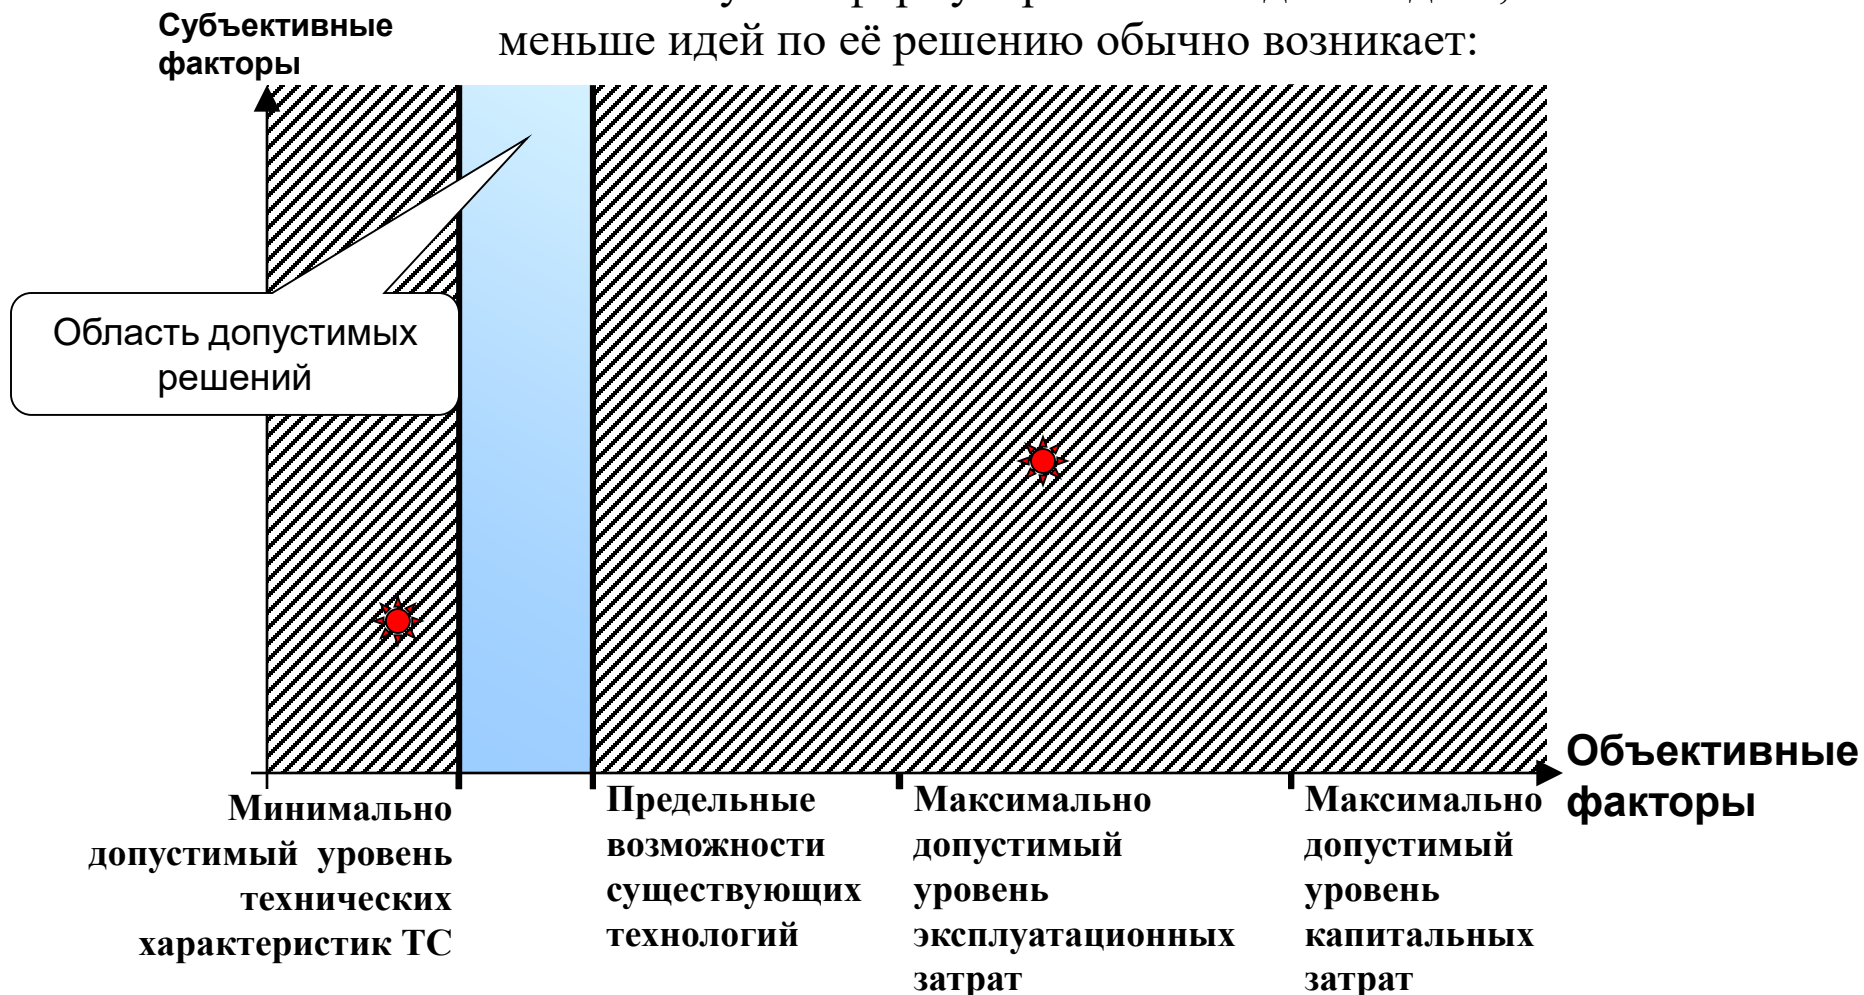 Субъективные
факторы
меньше идей по её решению обычно возникает:
Область допустимых
решений
Объективные
факторы
Минимально
допустимый уровень
технических
характеристик ТС
Предельные
возможности
существующих
технологий
Максимально
допустимый
уровень
эксплуатационных
затрат
Максимально
допустимый
уровень
капитальных
затрат